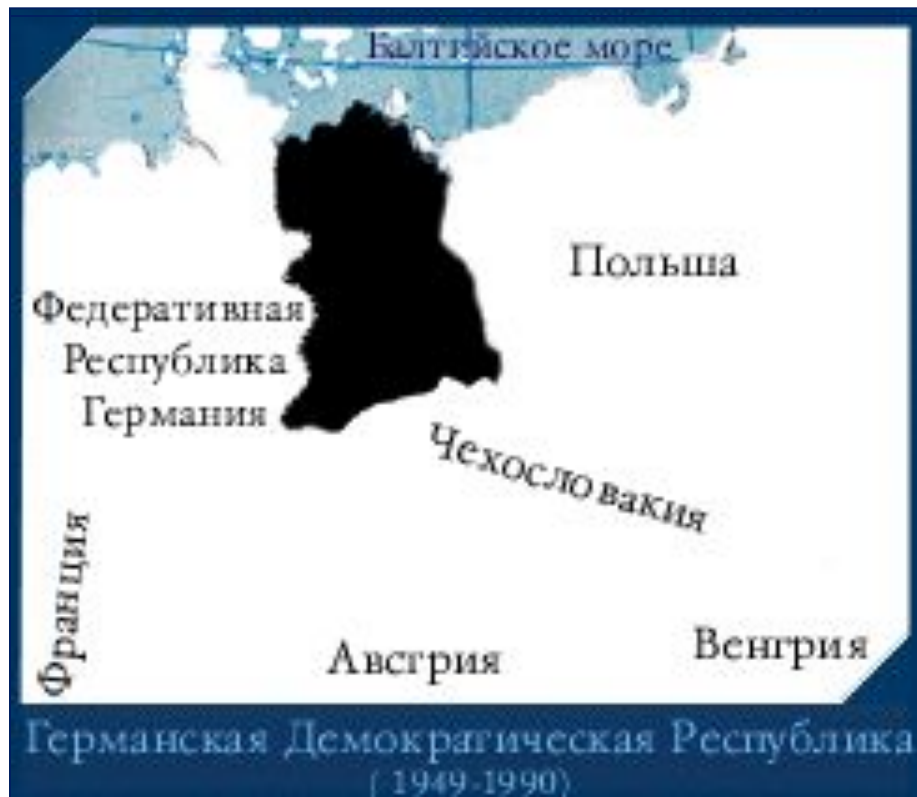 Балтийское море
Польша
Федеративная
Республика
Германия
Чехословакия
Франция
Австрия
Венгрия
Германская Демократическая Республика
(1949-1990)